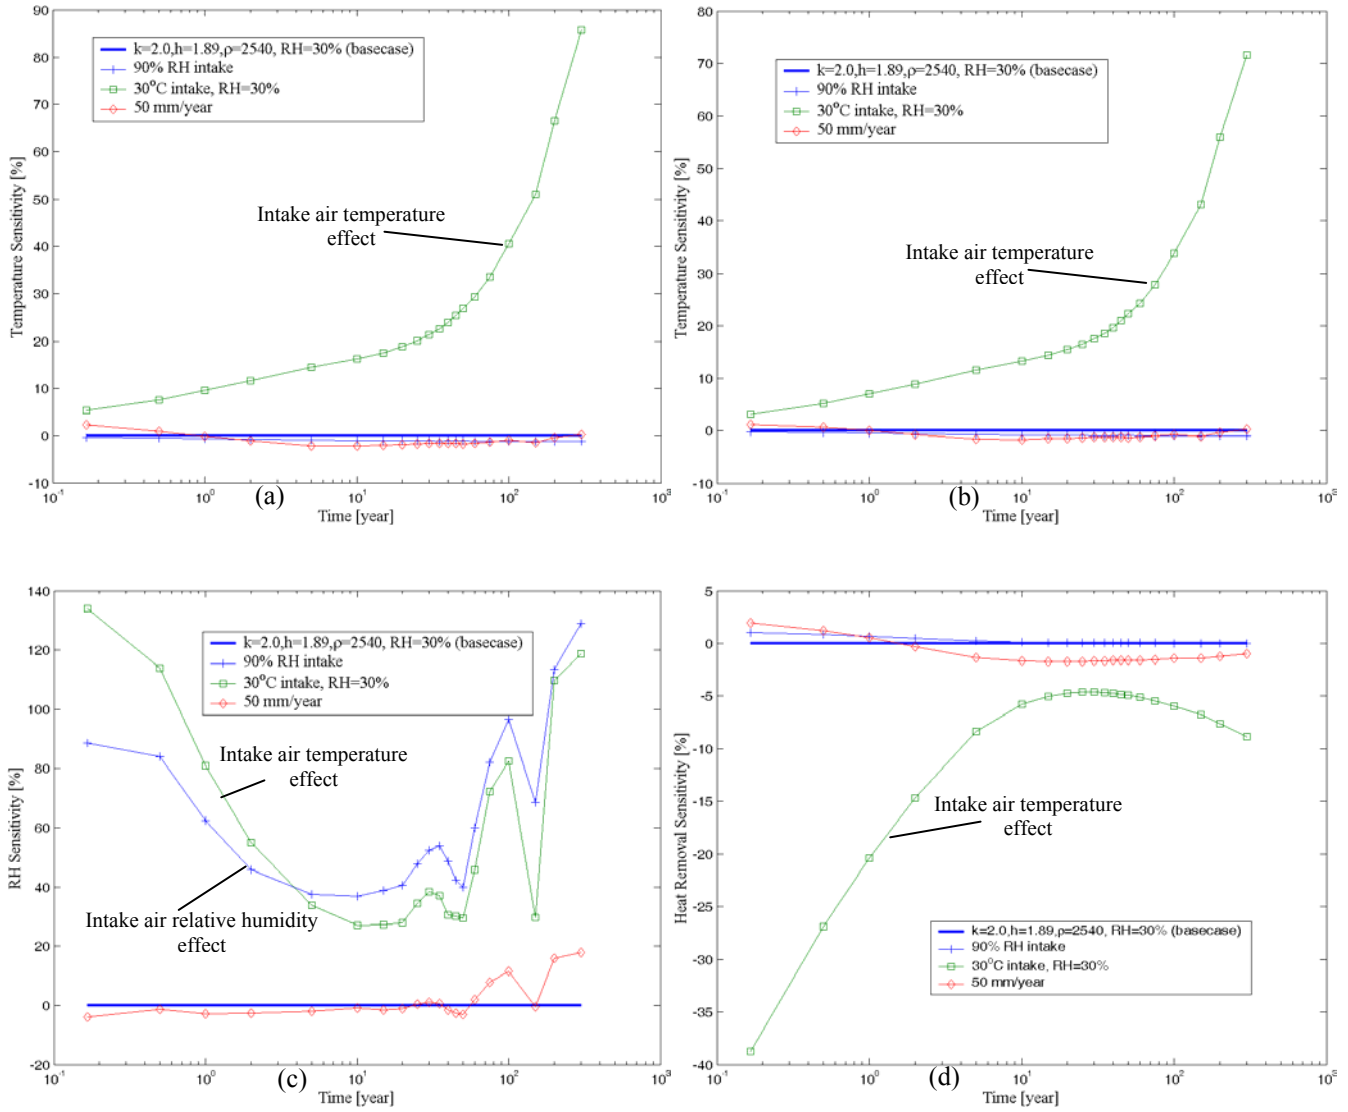 90
80
70
60
50
40
30
20
10
0
-10
Temperature Sensitivity [%]
k=2.0,h=1.89,ρ=2540, RH=30% (basecase)
90% RH intake
30°C intake, RH=30%
50 mm/year
Intake air temperature
effect
10⁻¹ 10⁰ 10¹ 10² 10³
(a)
Time [year]
80
70
60
50
40
30
20
10
0
-10
Temperature Sensitivity [%]
k=2.0,h=1.89,ρ=2540, RH=30% (basecase)
90% RH intake
30°C intake, RH=30%
50 mm/year
Intake air temperature
effect
10⁻¹ 10⁰ 10¹ 10² 10³
(b)
Time [year]
140
120
100
80
60
40
20
0
-20
RH Sensitivity [%]
k=2.0,h=1.89,ρ=2540, RH=30% (basecase)
90% RH intake
30°C intake, RH=30%
50 mm/year
Intake air temperature
effect
Intake air relative humidity
effect
10⁻¹ 10⁰ 10¹ 10² 10³
(c)
Time [year]
5
0
-5
-10
-15
-20
-25
-30
-35
-40
Heat Removal Sensitivity [%]
Intake air temperature
effect
k=2.0,h=1.89,ρ=2540, RH=30% (basecase)
90% RH intake
30°C intake, RH=30%
50 mm/year
10⁻¹ 10⁰ 10¹ 10² 10³
(d)
Time [year]